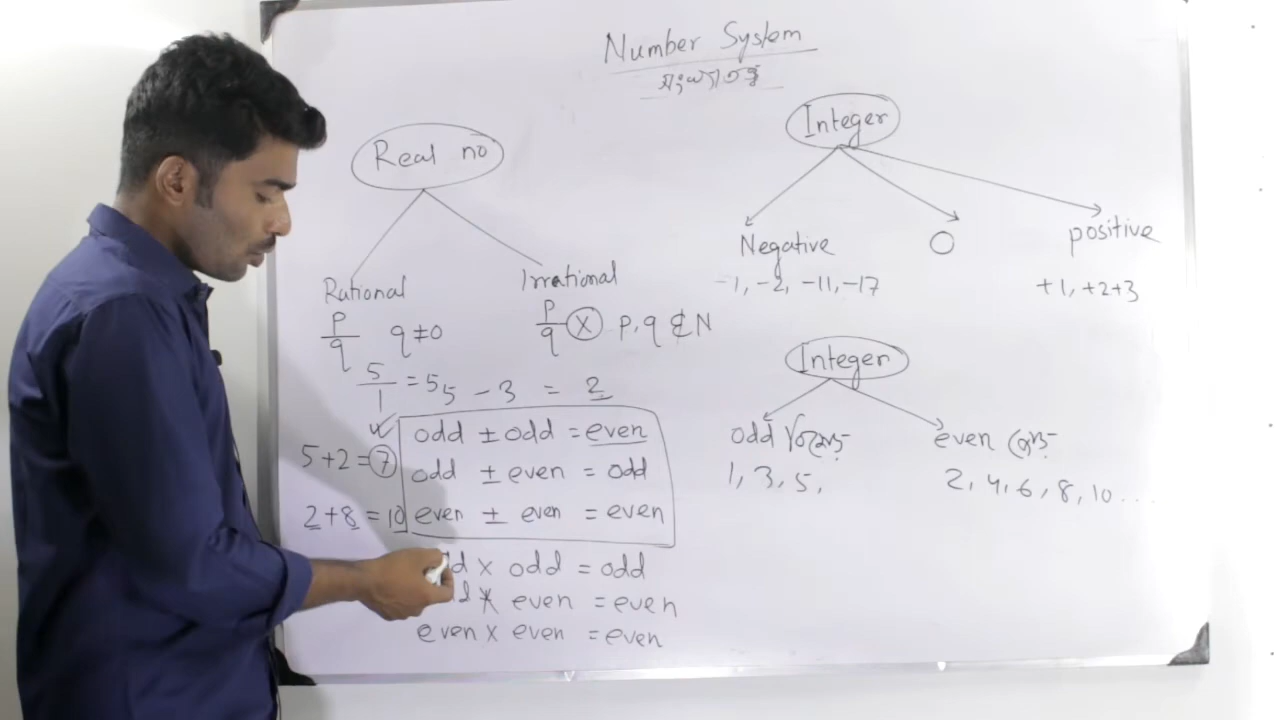 Number System
Real no
Rational
Irrational
p/q q ≠ 0
p/q X p, q ∉ N
5/1 = 5
5 - 3 = 2
odd ± odd = even
5+2 = 7
odd ± even = odd
2+8 = 10
even ± even = even
x odd = odd
x even = even
even x even = even
Integer
Negative
0
positive
-1, -2, -11, -17
+1, +2+3
Integer
odd
even
1, 3, 5,
2, 4, 6, 8, 10 ....